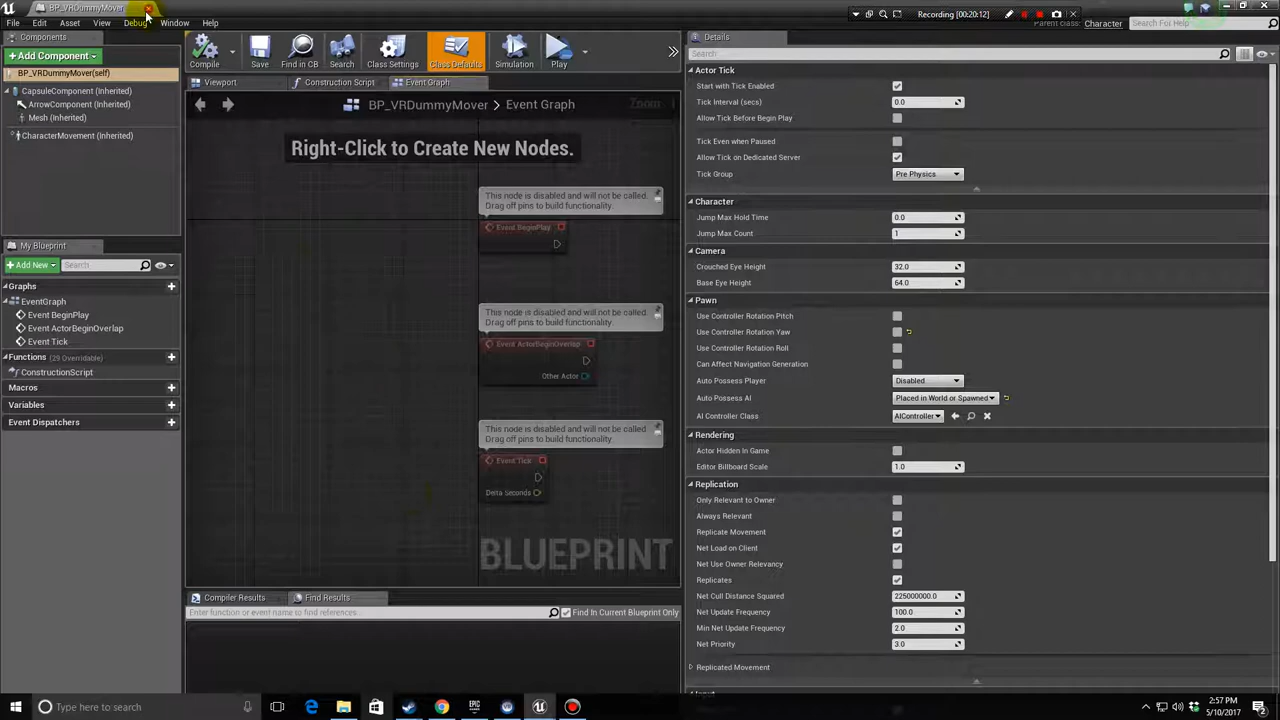 BP_VRDummyMover
Recording [00:20:12]
File Edit Asset View Debug Window Help
Parent class: Character
Search For Help
Components
Details
+ Add Component
Compile
Save
Find in CB
Search
Class Settings
Class Defaults
Simulation
Play
Search
BP_VRDummyMover(self)
CapsuleComponent (Inherited)
ArrowComponent (Inherited)
Mesh (Inherited)
CharacterMovement (Inherited)
Viewport
Construction Script
Event Graph
BP_VRDummyMover > Event Graph
Zoom
Right-Click to Create New Nodes.
This node is disabled and will not be called.
Drag off pins to build functionality.
Event BeginPlay
This node is disabled and will not be called.
Drag off pins to build functionality.
Event ActorBeginOverlap
Other Actor
This node is disabled and will not be called.
Drag off pins to build functionality.
Event Tick
Delta Seconds
BLUEPRINT
My Blueprint
+ Add New
Search
Graphs
EventGraph
Event BeginPlay
Event ActorBeginOverlap
Event Tick
Functions (29 Overridable)
ConstructionScript
Macros
Variables
Event Dispatchers
Compiler Results
Find Results
Enter function or event name to find references...
Find In Current Blueprint Only
Actor Tick
Start with Tick Enabled
Tick Interval (secs) 0.0
Allow Tick Before Begin Play
Tick Even when Paused
Allow Tick on Dedicated Server
Tick Group Pre Physics
Character
Jump Max Hold Time 0.0
Jump Max Count 1
Camera
Crouched Eye Height 32.0
Base Eye Height 64.0
Pawn
Use Controller Rotation Pitch
Use Controller Rotation Yaw
Use Controller Rotation Roll
Can Affect Navigation Generation
Auto Possess Player Disabled
Auto Possess AI Placed in World or Spawned
AI Controller Class AIController
Rendering
Actor Hidden In Game
Editor Billboard Scale 1.0
Replication
Only Relevant to Owner
Always Relevant
Replicate Movement
Net Load on Client
Net Use Owner Relevancy
Replicates
Net Cull Distance Squared 225000000.0
Net Update Frequency 100.0
Min Net Update Frequency 2.0
Net Priority 3.0
Replicated Movement
Input
Type here to search
EPIC
2:57 PM
5/10/2017
2